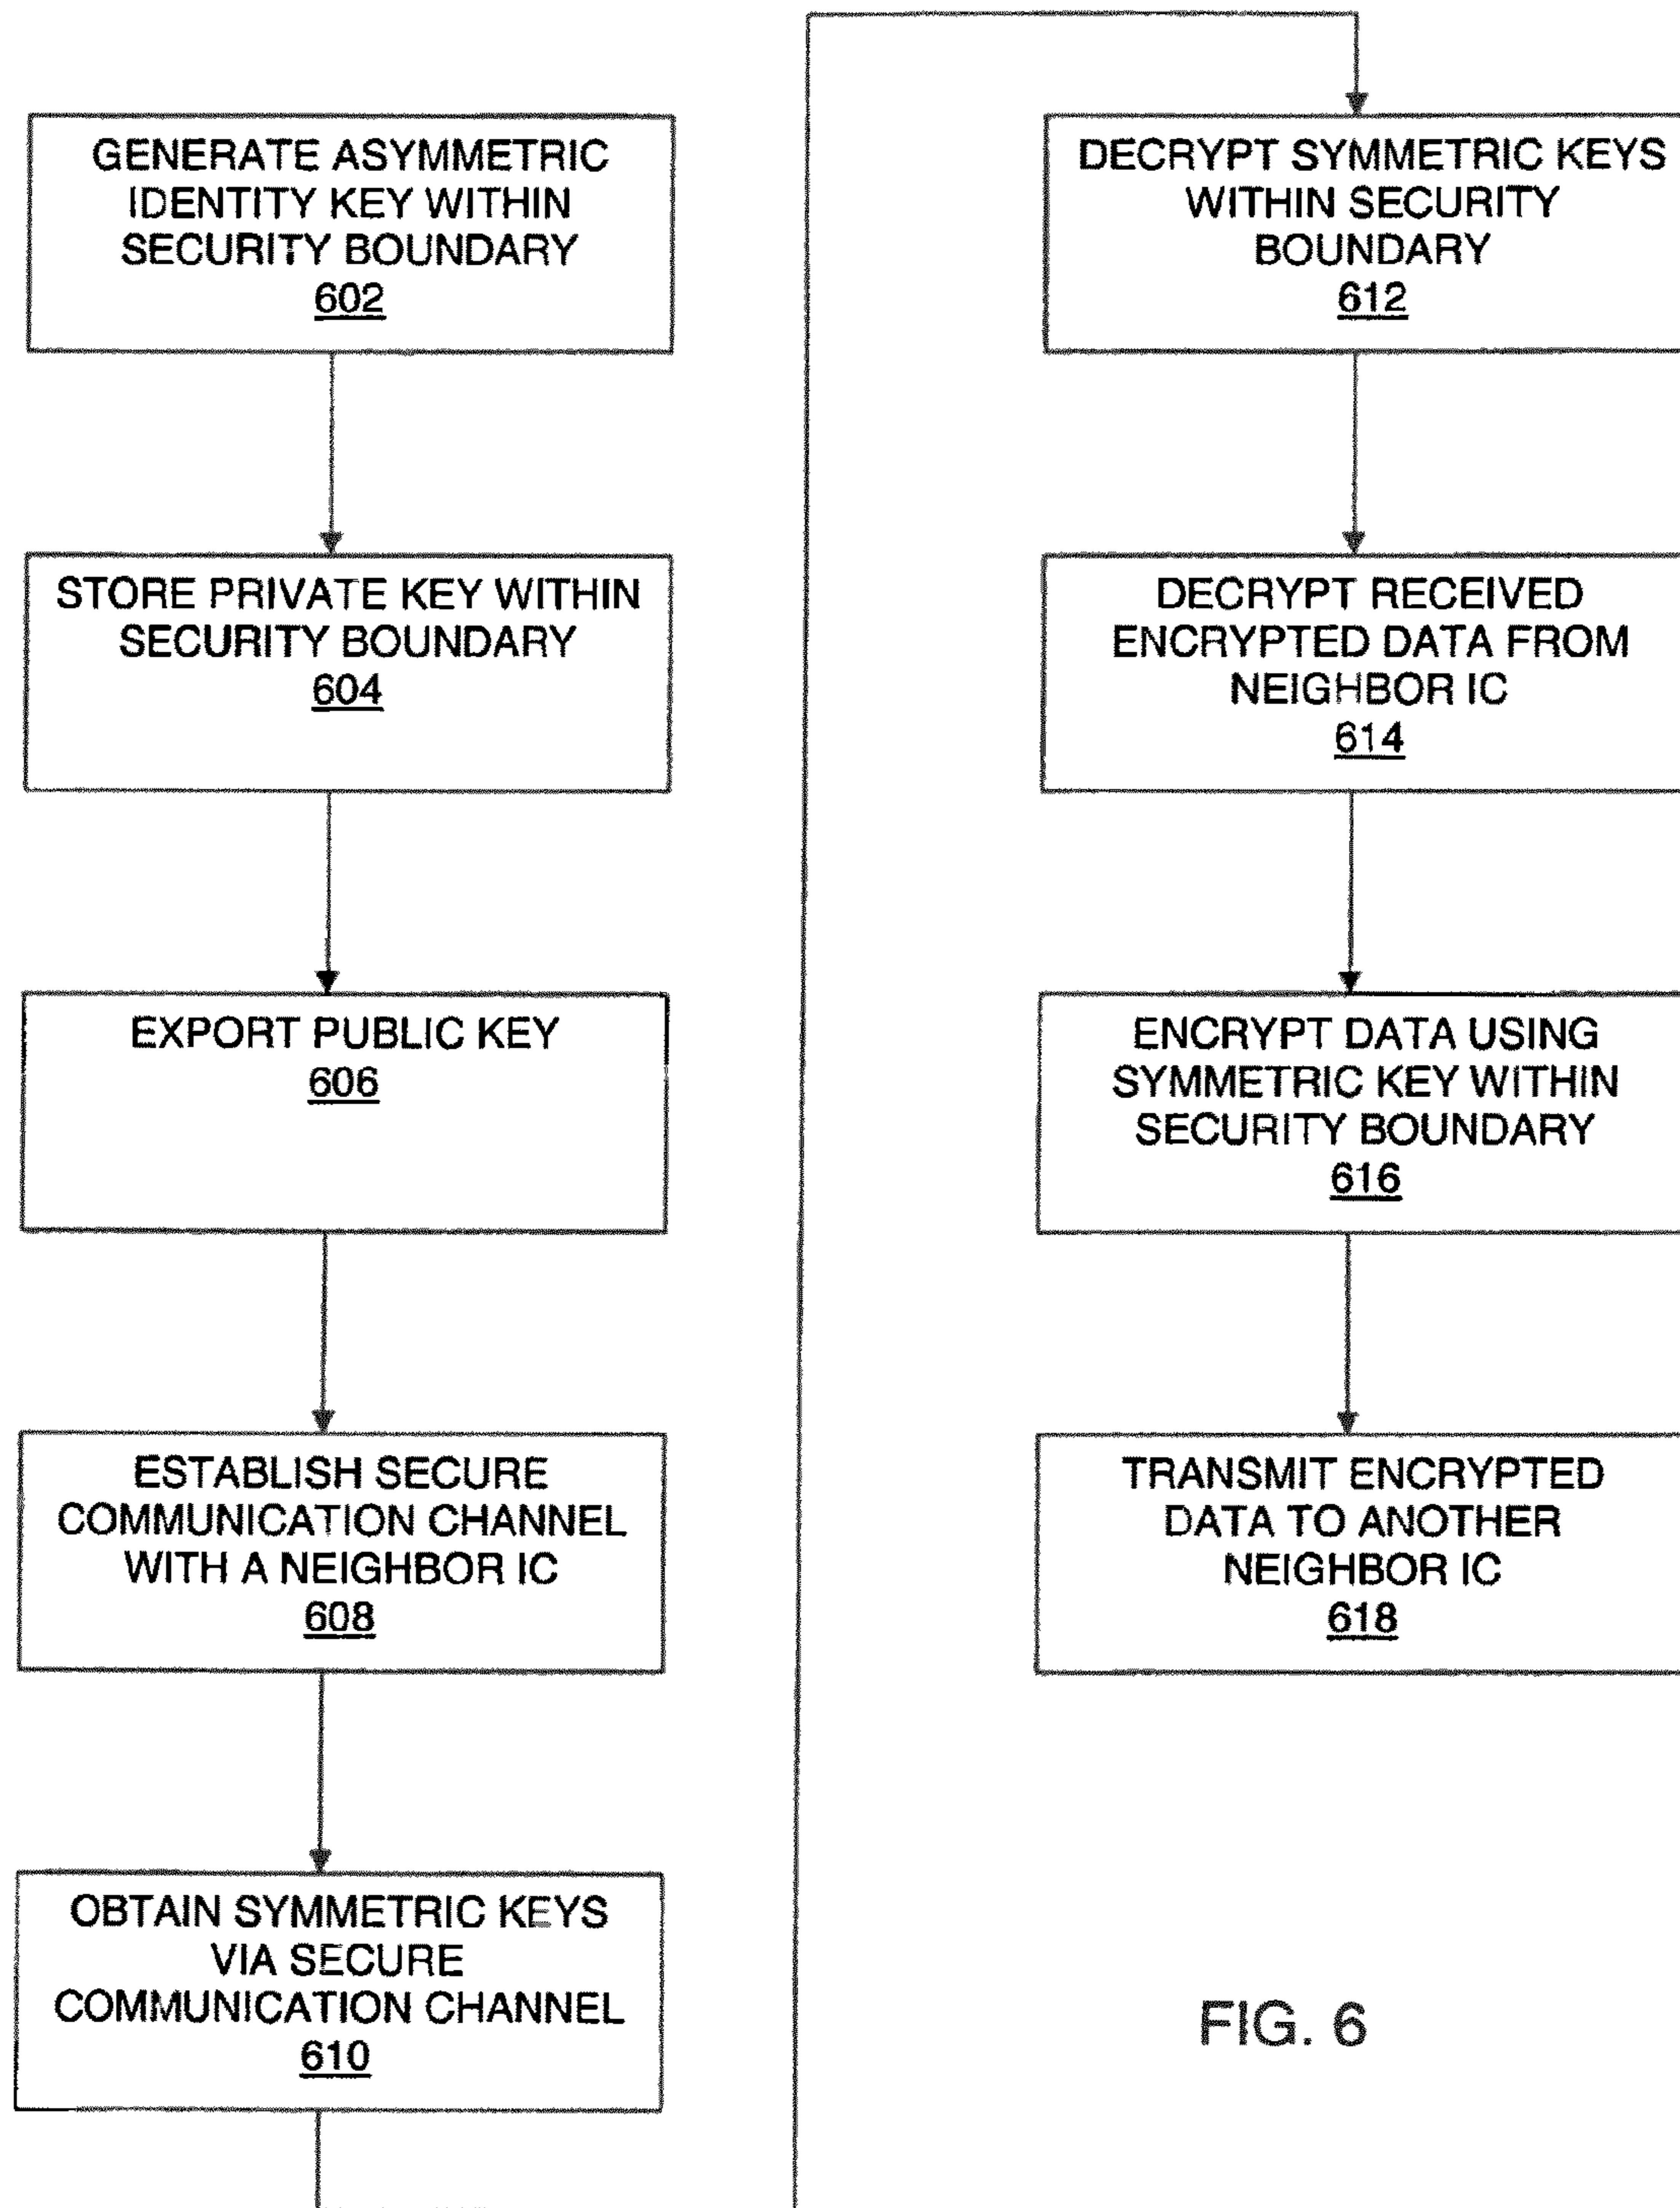 GENERATE ASYMMETRIC
IDENTITY KEY WITHIN
SECURITY BOUNDARY
602
STORE PRIVATE KEY WITHIN
SECURITY BOUNDARY
604
EXPORT PUBLIC KEY
606
ESTABLISH SECURE
COMMUNICATION CHANNEL
WITH A NEIGHBOR IC
608
OBTAIN SYMMETRIC KEYS
VIA SECURE
COMMUNICATION CHANNEL
610
DECRYPT SYMMETRIC KEYS
WITHIN SECURITY
BOUNDARY
612
DECRYPT RECEIVED
ENCRYPTED DATA FROM
NEIGHBOR IC
614
ENCRYPT DATA USING
SYMMETRIC KEY WITHIN
SECURITY BOUNDARY
616
TRANSMIT ENCRYPTED
DATA TO ANOTHER
NEIGHBOR IC
618
FIG. 6